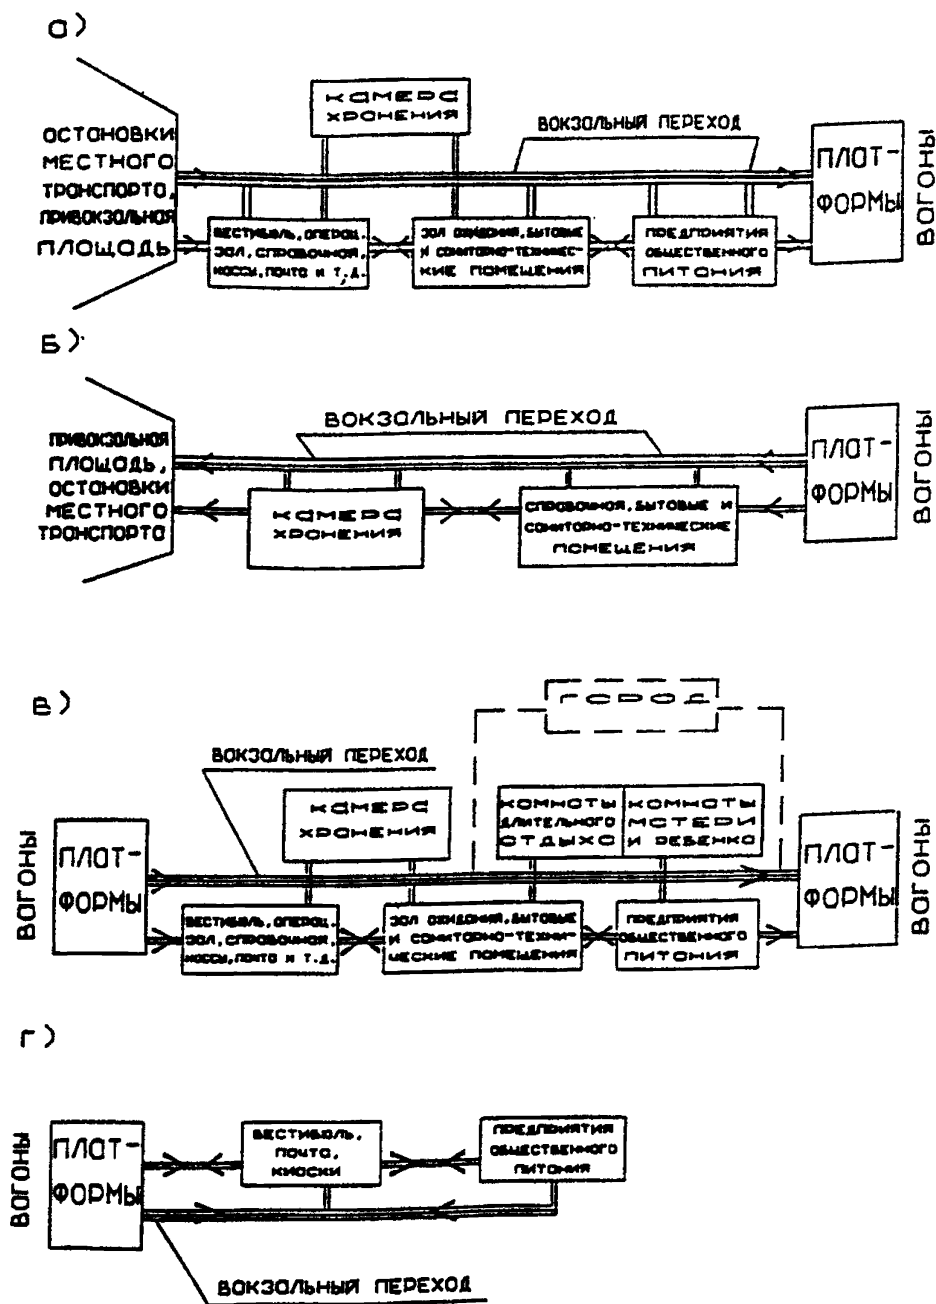 а)
ОСТАНОВКИ
МЕСТНОГО
ТРАНСПОРТА,
ПРИВОКЗАЛЬНАЯ
ПЛОЩАДЬ
КАМЕРА
ХРАНЕНИЯ
ВОКЗАЛЬНЫЙ ПЕРЕХОД
ВЕСТИБЮЛЬ, ОПЕРАЦ.
ЗАЛ, СПРАВОЧНАЯ,
КАССЫ, ПОЧТА И Т.Д.
ЗАЛ ОЖИДАНИЯ, БЫТОВЫЕ
И САНИТАРНО-ТЕХНИЧЕС-
КИЕ ПОМЕЩЕНИЯ
ПРЕДПРИЯТИЯ
ОБЩЕСТВЕННОГО
ПИТАНИЯ
ПЛАТ-
ФОРМЫ
ВАГОНЫ
Б)
ПРИВОКЗАЛЬНАЯ
ПЛОЩАДЬ,
ОСТАНОВКИ
МЕСТНОГО
ТРАНСПОРТА
ВОКЗАЛЬНЫЙ ПЕРЕХОД
КАМЕРА
ХРАНЕНИЯ
СПРАВОЧНАЯ, БЫТОВЫЕ И
САНИТАРНО-ТЕХНИЧЕСКИЕ
ПОМЕЩЕНИЯ
ПЛАТ-
ФОРМЫ
ВАГОНЫ
в)
ГОРОД
ВОКЗАЛЬНЫЙ ПЕРЕХОД
ВАГОНЫ
ПЛАТ-
ФОРМЫ
КАМЕРА
ХРАНЕНИЯ
КОМНАТЫ
ДЛИТЕЛЬНОГО
ОТДЫХА
КОМНАТЫ
МАТЕРИ
И РЕБЕНКА
ВЕСТИБЮЛЬ, ОПЕРАЦ.
ЗАЛ, СПРАВОЧНАЯ,
КАССЫ, ПОЧТА И Т.Д.
ЗАЛ ОЖИДАНИЯ, БЫТОВЫЕ
И САНИТАРНО-ТЕХНИ-
ЧЕСКИЕ ПОМЕЩЕНИЯ
ПРЕДПРИЯТИЯ
ОБЩЕСТВЕННОГО
ПИТАНИЯ
ПЛАТ-
ФОРМЫ
ВАГОНЫ
г)
ВАГОНЫ
ПЛАТ-
ФОРМЫ
ВЕСТИБЮЛЬ,
ПОЧТА,
КИОСКИ
ПРЕДПРИЯТИЯ
ОБЩЕСТВЕННОГО
ПИТАНИЯ
ВОКЗАЛЬНЫЙ ПЕРЕХОД